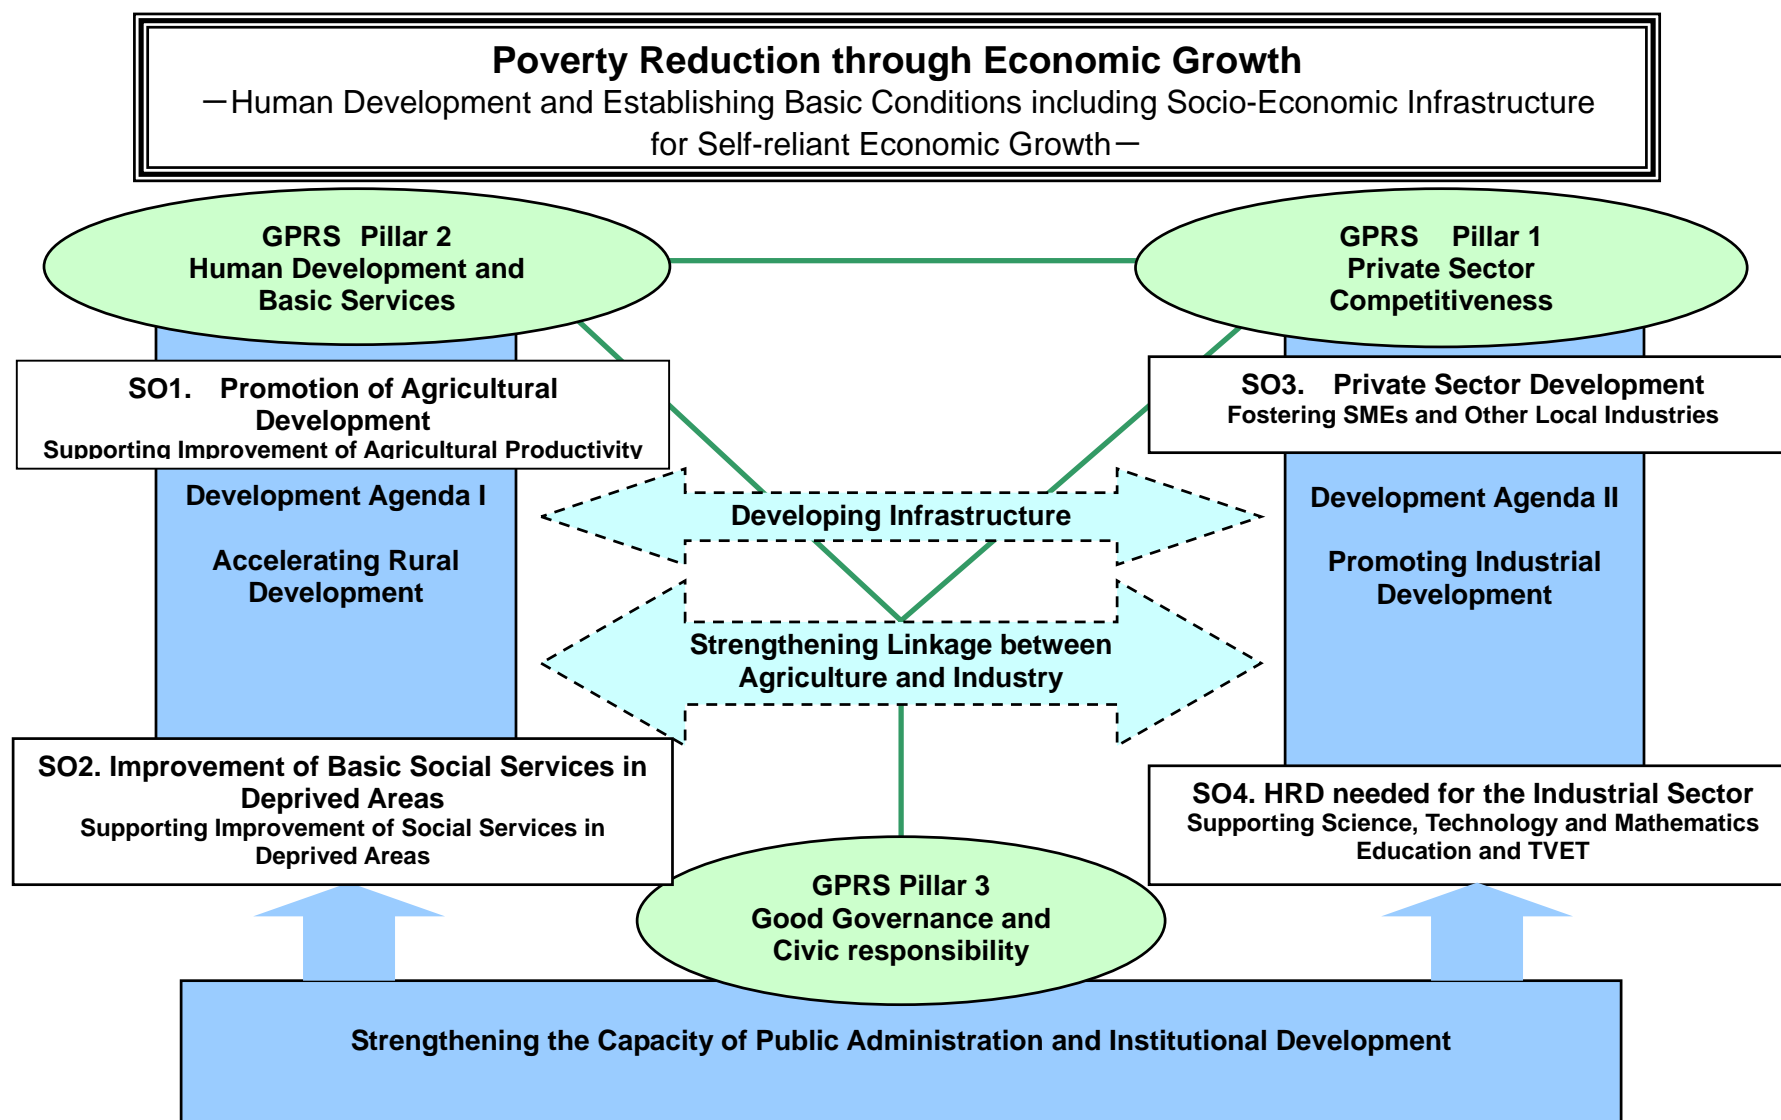 Poverty Reduction through Economic Growth
—Human Development and Establishing Basic Conditions including Socio-Economic Infrastructure
for Self-reliant Economic Growth—
GPRS Pillar 2
Human Development and
Basic Services
GPRS Pillar 1
Private Sector
Competitiveness
SO1. Promotion of Agricultural
Development
Supporting Improvement of Agricultural Productivity
SO3. Private Sector Development
Fostering SMEs and Other Local Industries
Development Agenda I
Accelerating Rural
Development
Developing Infrastructure
Development Agenda II
Promoting Industrial
Development
Strengthening Linkage between
Agriculture and Industry
SO2. Improvement of Basic Social Services in
Deprived Areas
Supporting Improvement of Social Services in
Deprived Areas
SO4. HRD needed for the Industrial Sector
Supporting Science, Technology and Mathematics
Education and TVET
GPRS Pillar 3
Good Governance and
Civic responsibility
Strengthening the Capacity of Public Administration and Institutional Development